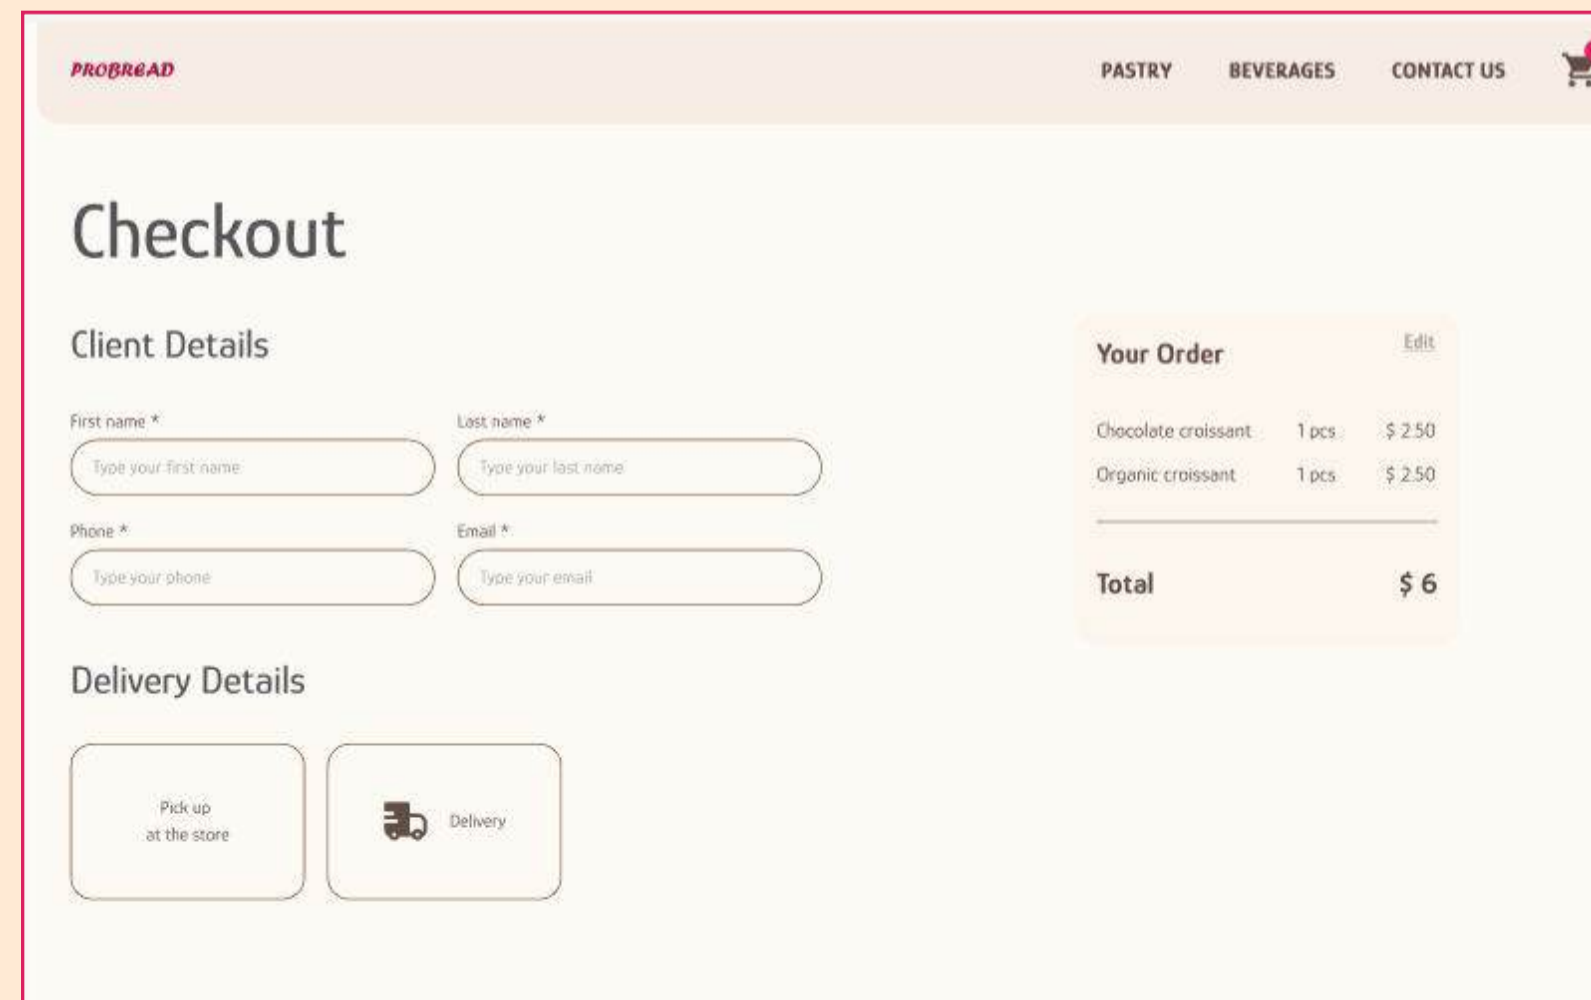 PROBREAD
PASTRY BEVERAGES CONTACT US
Checkout
Client Details
First name * Last name *
Type your first name Type your last name
Phone * Email *
Type your phone Type your email
Delivery Details
Pick up
at the store
Delivery
Your Order Edit
Chocolate croissant 1 pcs $ 2.50
Organic croissant 1 pcs $ 2.50
Total $ 6